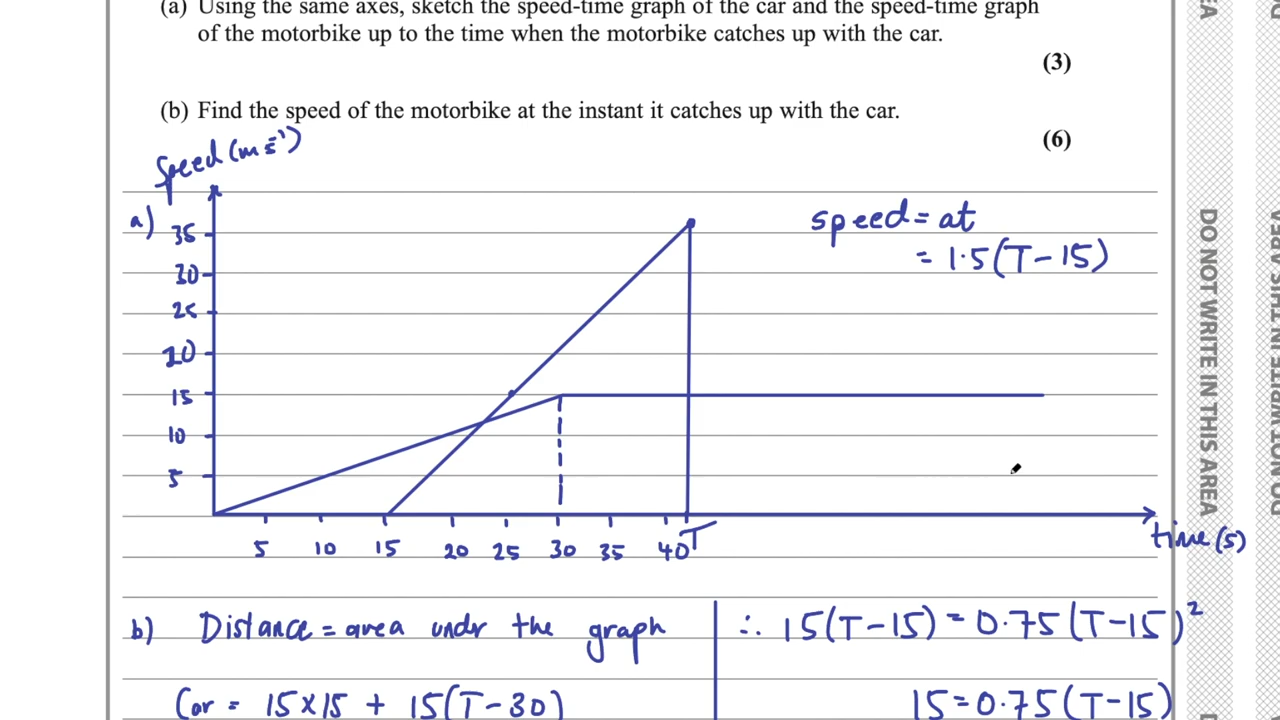 (a) Using the same axes, sketch the speed-time graph of the car and the speed-time graph
of the motorbike up to the time when the motorbike catches up with the car.
(3)
(b) Find the speed of the motorbike at the instant it catches up with the car.
(6)
Speed (ms⁻¹)
a)
35
30
25
20
15
10
5
speed = at
= 1.5(T-15)
5 10 15 20 25 30 35 40 T
time (s)
b) Distance = area under the graph
Car = 15×15 + 15(T-30)
∴ 15(T-15) = 0.75(T-15)²
15 = 0.75(T-15)
DO NOT WRITE IN THIS AREA